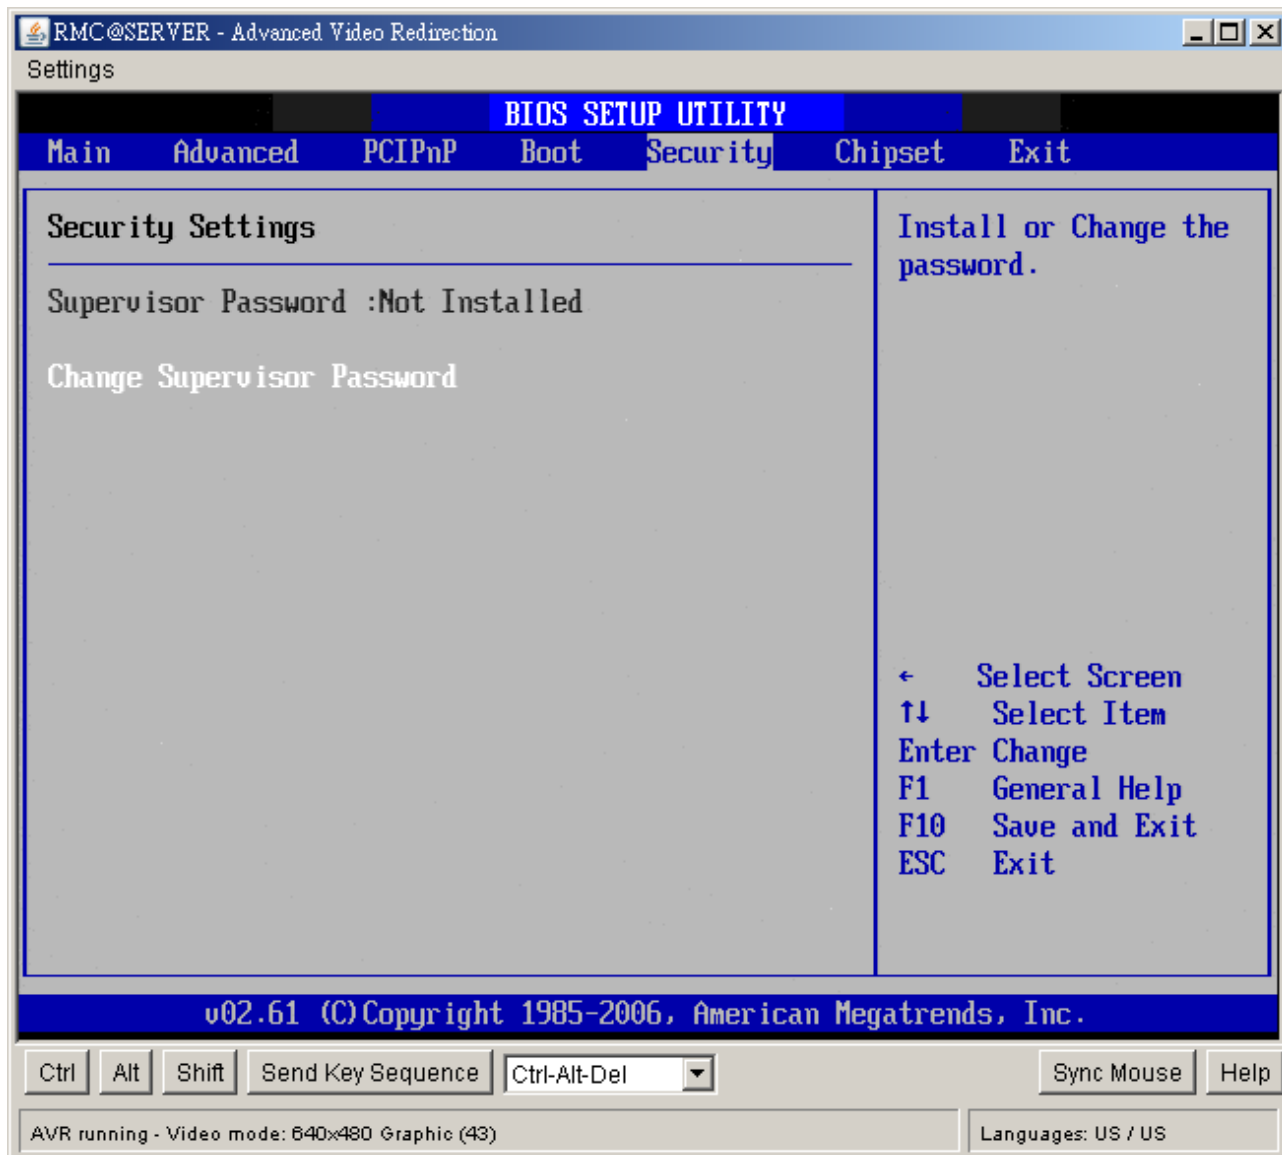 RMC@SERVER - Advanced Video Redirection
Settings
BIOS SETUP UTILITY
Main Advanced PCIPnP Boot Security Chipset Exit
Security Settings
Supervisor Password :Not Installed
Change Supervisor Password
Install or Change the
password.
← Select Screen
↑↓ Select Item
Enter Change
F1 General Help
F10 Save and Exit
ESC Exit
v02.61 (C)Copyright 1985-2006, American Megatrends, Inc.
Ctrl Alt Shift Send Key Sequence Ctrl-Alt-Del Sync Mouse Help
AVR running - Video mode: 640x480 Graphic (43) Languages: US / US